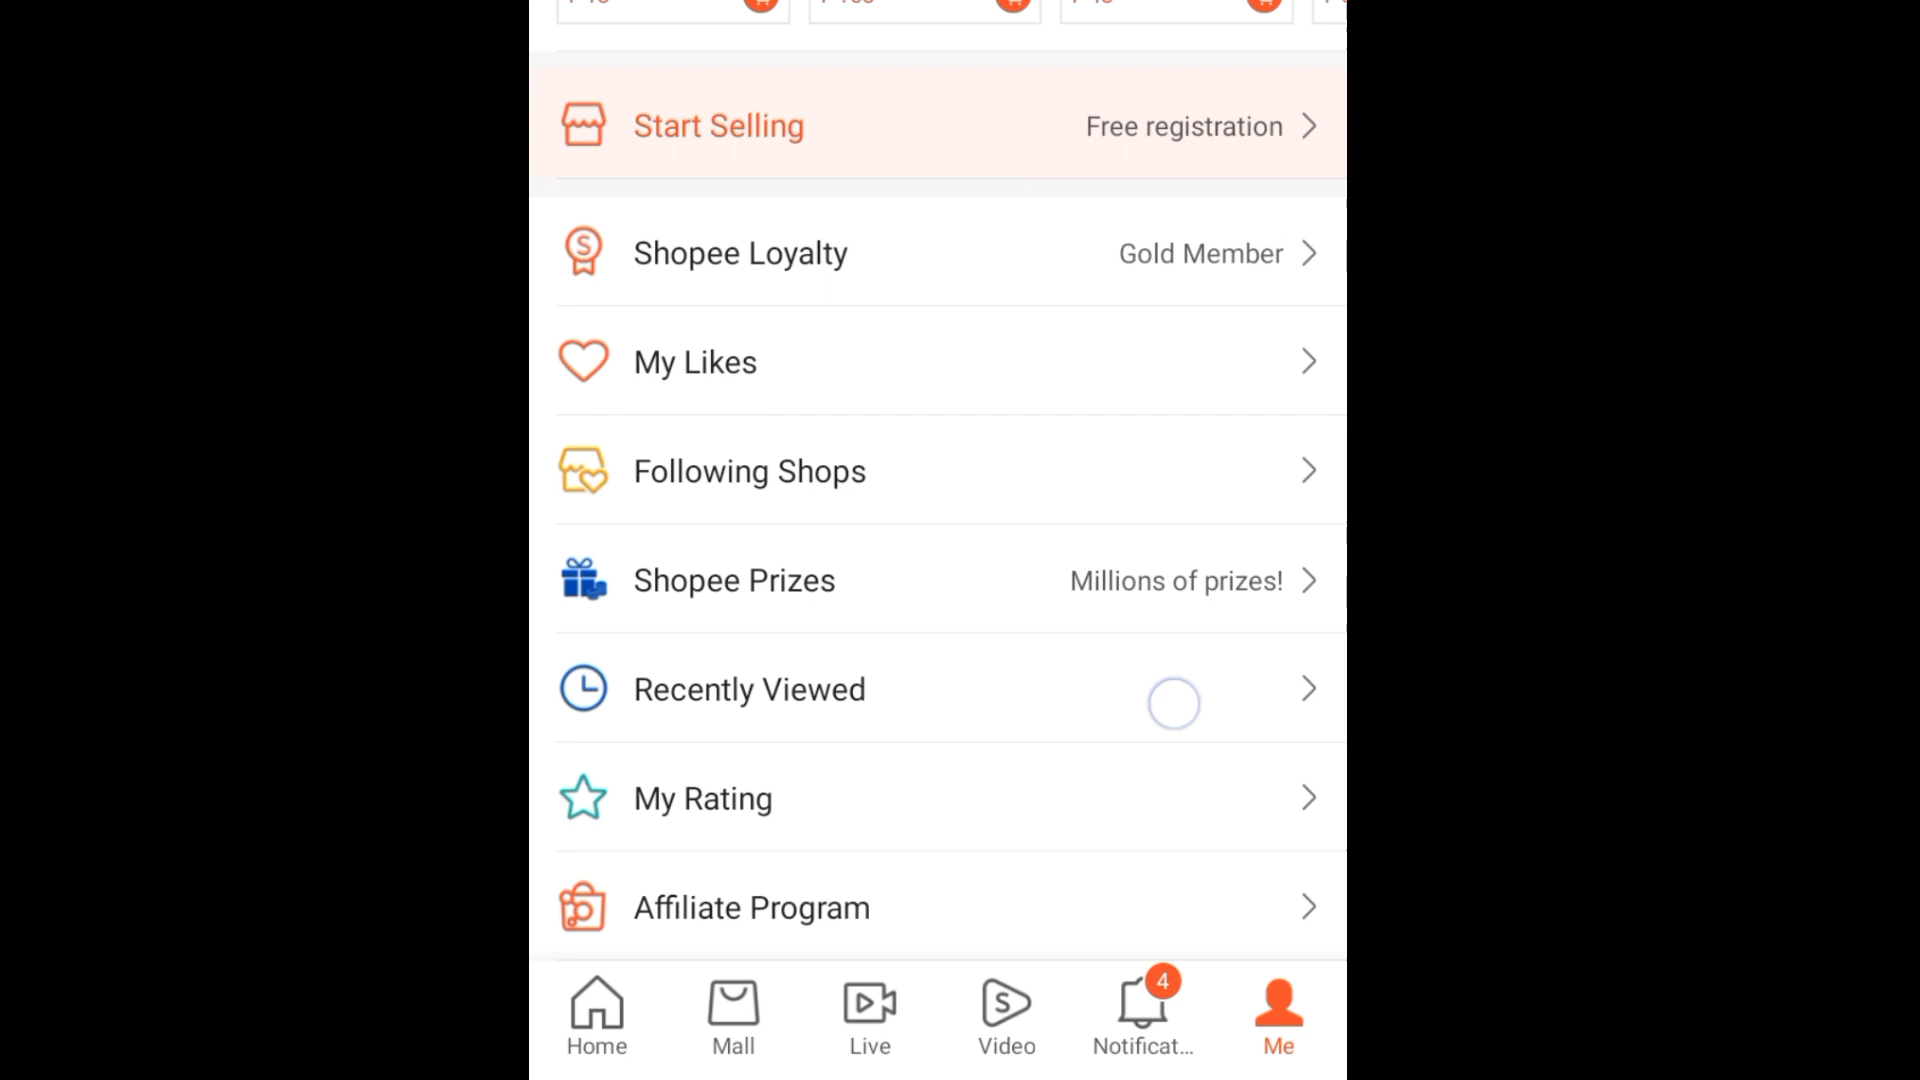 Start Selling Free registration
Shopee Loyalty Gold Member
My Likes
Following Shops
Shopee Prizes Millions of prizes!
Recently Viewed
My Rating
Affiliate Program
4
Home Mall Live Video Notificat... Me